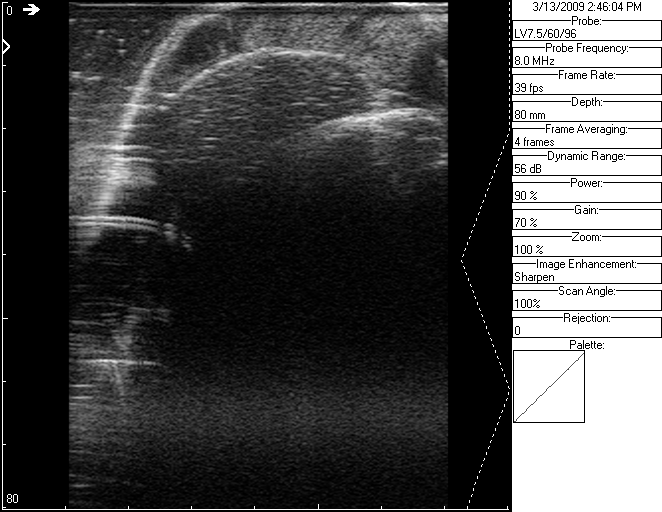 0
80
3/13/2009 2:46:04 PM
Probe:
LV7.5/60/96
Probe Frequency:
8.0 MHz
Frame Rate:
39 fps
Depth:
80 mm
Frame Averaging:
4 frames
Dynamic Range:
56 dB
Power:
90 %
Gain:
70 %
Zoom:
100 %
Image Enhancement:
Sharpen
Scan Angle:
100%
Rejection:
0
Palette: